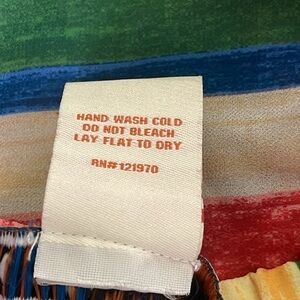 HAND WASH COLD
DO NOT BLEACH
LAY FLAT TO DRY
RN#121970